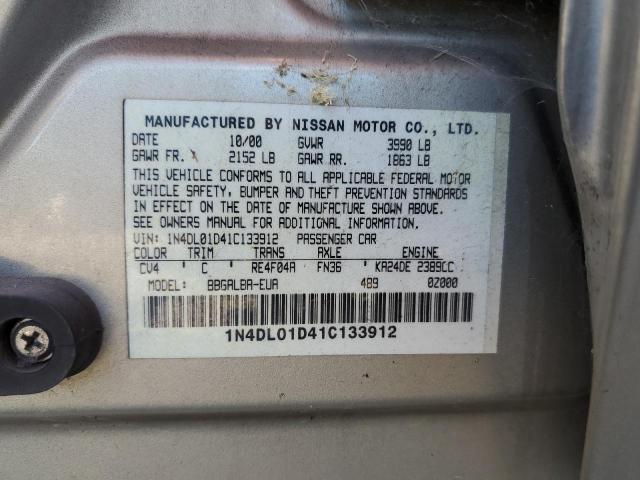 MANUFACTURED BY NISSAN MOTOR CO., LTD.
DATE 10/00 GVWR 3990 LB
GAWR FR. 2152 LB GAWR RR. 1863 LB
THIS VEHICLE CONFORMS TO ALL APPLICABLE FEDERAL MOTOR
VEHICLE SAFETY, BUMPER AND THEFT PREVENTION STANDARDS
IN EFFECT ON THE DATE OF MANUFACTURE SHOWN ABOVE.
SEE OWNERS MANUAL FOR ADDITIONAL INFORMATION.
VIN: 1N4DL01D41C133912 PASSENGER CAR
COLOR TRIM TRANS AXLE ENGINE
CV4 C RE4F04A FN36 KA24DE 2389CC
MODEL: BBGALBA-EUA 4B9 0Z000
1N4DL01D41C133912